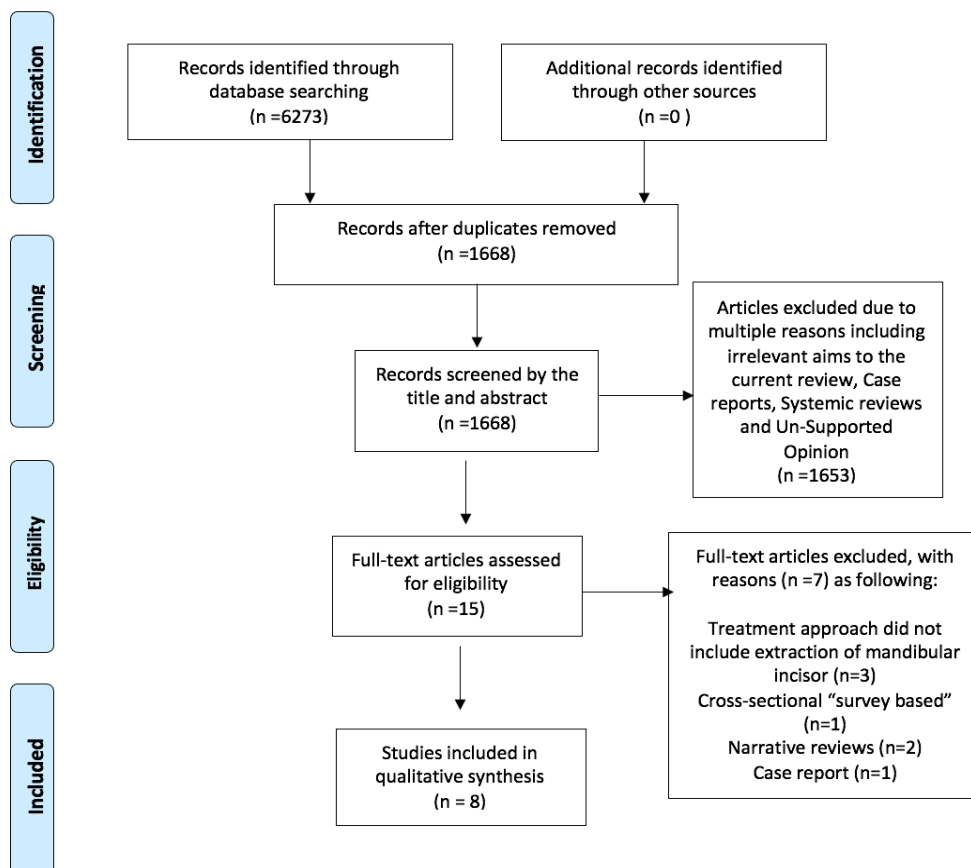 Identification
Records identified through
database searching
(n =6273)
Additional records identified
through other sources
(n =0 )
Records after duplicates removed
(n =1668)
Screening
Records screened by the
title and abstract
(n =1668)
Articles excluded due to
multiple reasons including
irrelevant aims to the
current review, Case
reports, Systemic reviews
and Un-Supported
Opinion
(n =1653)
Eligibility
Full-text articles assessed
for eligibility
(n =15)
Full-text articles excluded, with
reasons (n =7) as following:
Treatment approach did not
include extraction of mandibular
incisor (n=3)
Cross-sectional “survey based”
(n=1)
Narrative reviews (n=2)
Case report (n=1)
Included
Studies included in
qualitative synthesis
(n = 8)